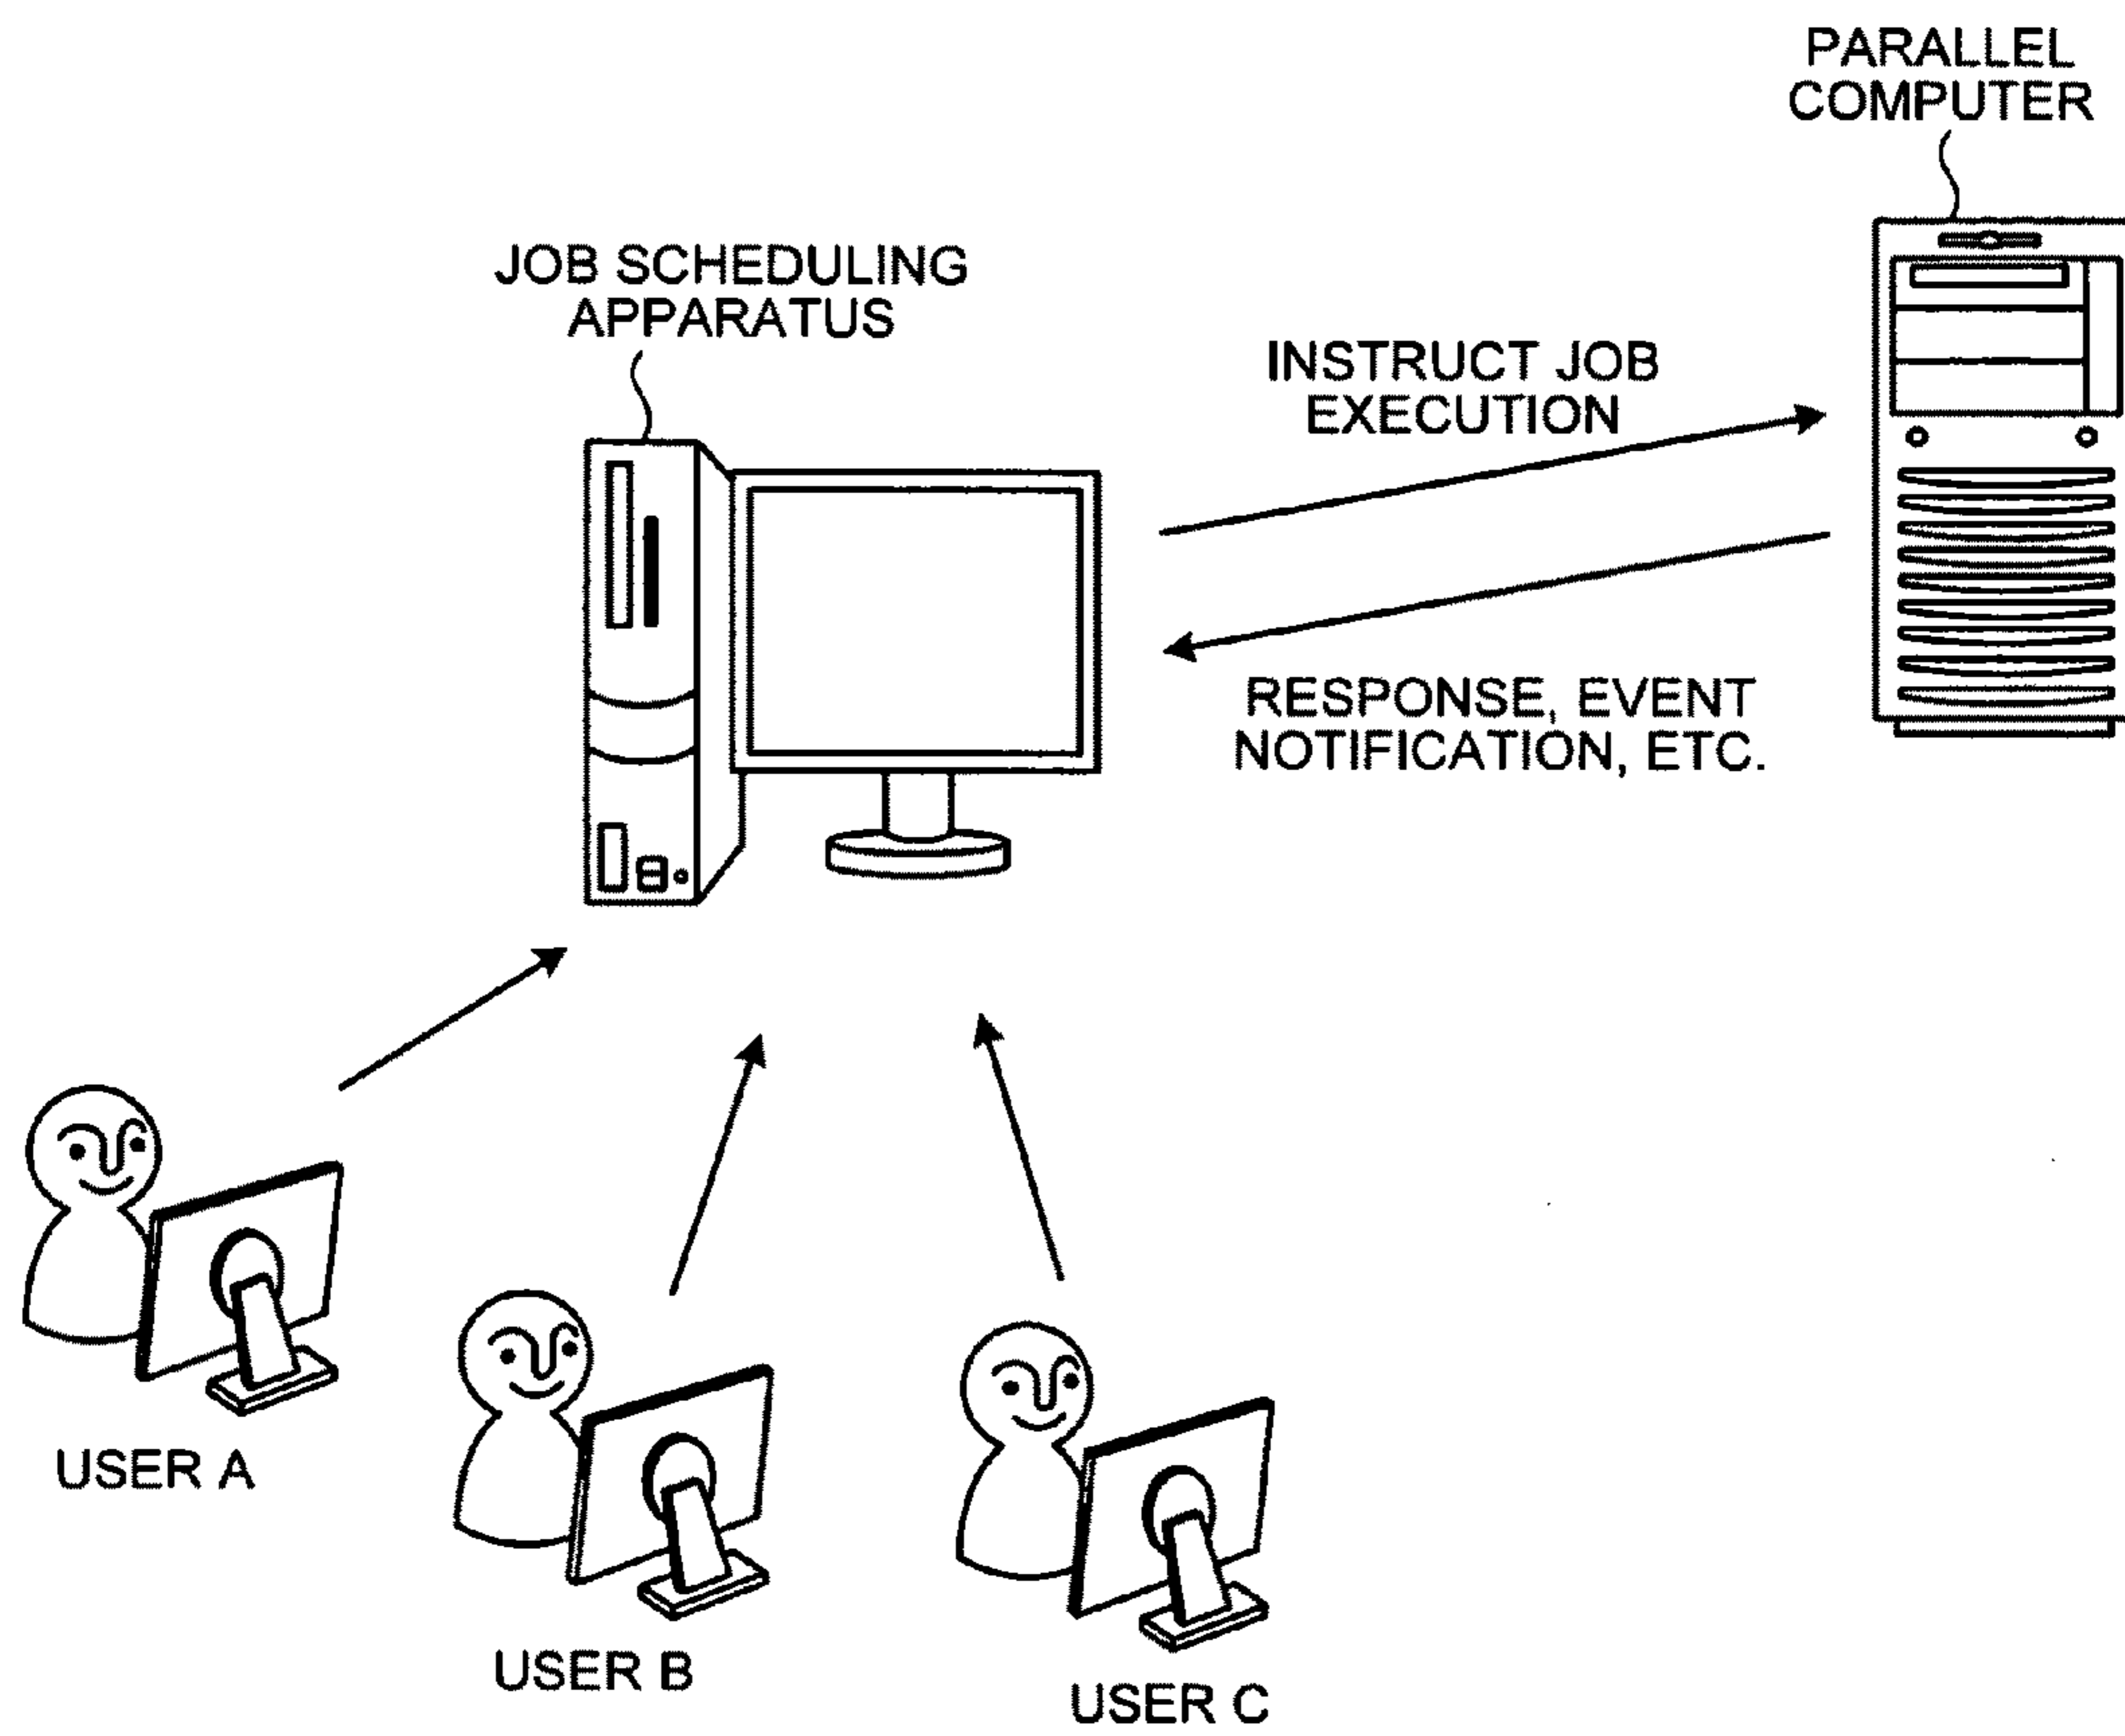 PARALLEL
COMPUTER
JOB SCHEDULING
APPARATUS
INSTRUCT JOB
EXECUTION
RESPONSE, EVENT
NOTIFICATION, ETC.
USER A
USER B
USER C